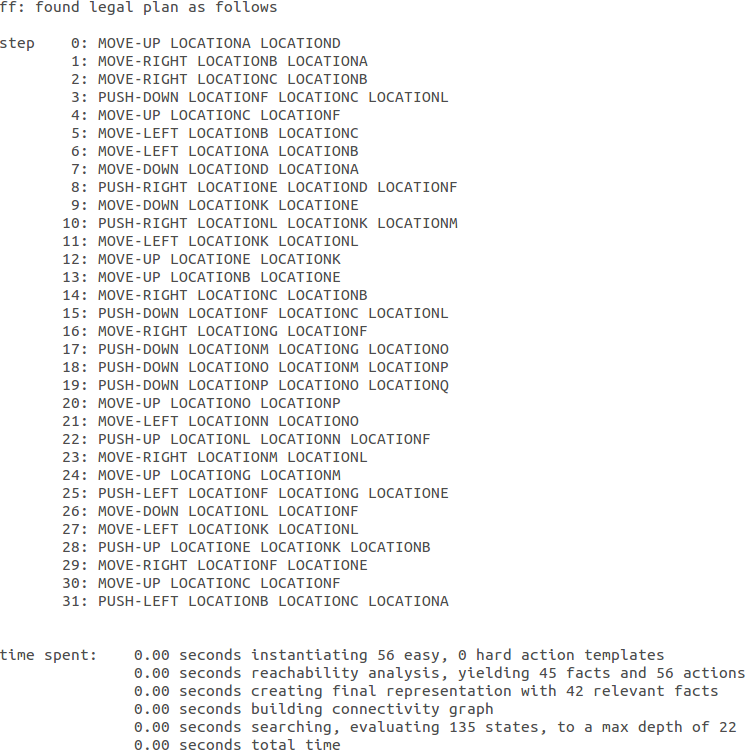 ff: found legal plan as follows
step    0: MOVE-UP LOCATIONA LOCATIOND
        1: MOVE-RIGHT LOCATIONB LOCATIONA
        2: MOVE-RIGHT LOCATIONC LOCATIONB
        3: PUSH-DOWN LOCATIONF LOCATIONC LOCATIONL
        4: MOVE-UP LOCATIONC LOCATIONF
        5: MOVE-LEFT LOCATIONB LOCATIONC
        6: MOVE-LEFT LOCATIONA LOCATIONB
        7: MOVE-DOWN LOCATIOND LOCATIONA
        8: PUSH-RIGHT LOCATIONE LOCATIOND LOCATIONF
        9: MOVE-DOWN LOCATIONK LOCATIONE
       10: PUSH-RIGHT LOCATIONL LOCATIONK LOCATIONM
       11: MOVE-LEFT LOCATIONK LOCATIONL
       12: MOVE-UP LOCATIONE LOCATIONK
       13: MOVE-UP LOCATIONB LOCATIONE
       14: MOVE-RIGHT LOCATIONC LOCATIONB
       15: PUSH-DOWN LOCATIONF LOCATIONC LOCATIONL
       16: MOVE-RIGHT LOCATIONG LOCATIONF
       17: PUSH-DOWN LOCATIONM LOCATIONG LOCATIONO
       18: PUSH-DOWN LOCATIONO LOCATIONM LOCATIONP
       19: PUSH-DOWN LOCATIONP LOCATIONO LOCATIONQ
       20: MOVE-UP LOCATIONO LOCATIONP
       21: MOVE-LEFT LOCATIONN LOCATIONO
       22: PUSH-UP LOCATIONL LOCATIONN LOCATIONF
       23: MOVE-RIGHT LOCATIONM LOCATIONL
       24: MOVE-UP LOCATIONG LOCATIONM
       25: PUSH-LEFT LOCATIONF LOCATIONG LOCATIONE
       26: MOVE-DOWN LOCATIONL LOCATIONF
       27: MOVE-LEFT LOCATIONK LOCATIONL
       28: PUSH-UP LOCATIONE LOCATIONK LOCATIONB
       29: MOVE-RIGHT LOCATIONF LOCATIONE
       30: MOVE-UP LOCATIONC LOCATIONF
       31: PUSH-LEFT LOCATIONB LOCATIONC LOCATIONA
time spent:    0.00 seconds instantiating 56 easy, 0 hard action templates
               0.00 seconds reachability analysis, yielding 45 facts and 56 actions
               0.00 seconds creating final representation with 42 relevant facts
               0.00 seconds building connectivity graph
               0.00 seconds searching, evaluating 135 states, to a max depth of 22
               0.00 seconds total time